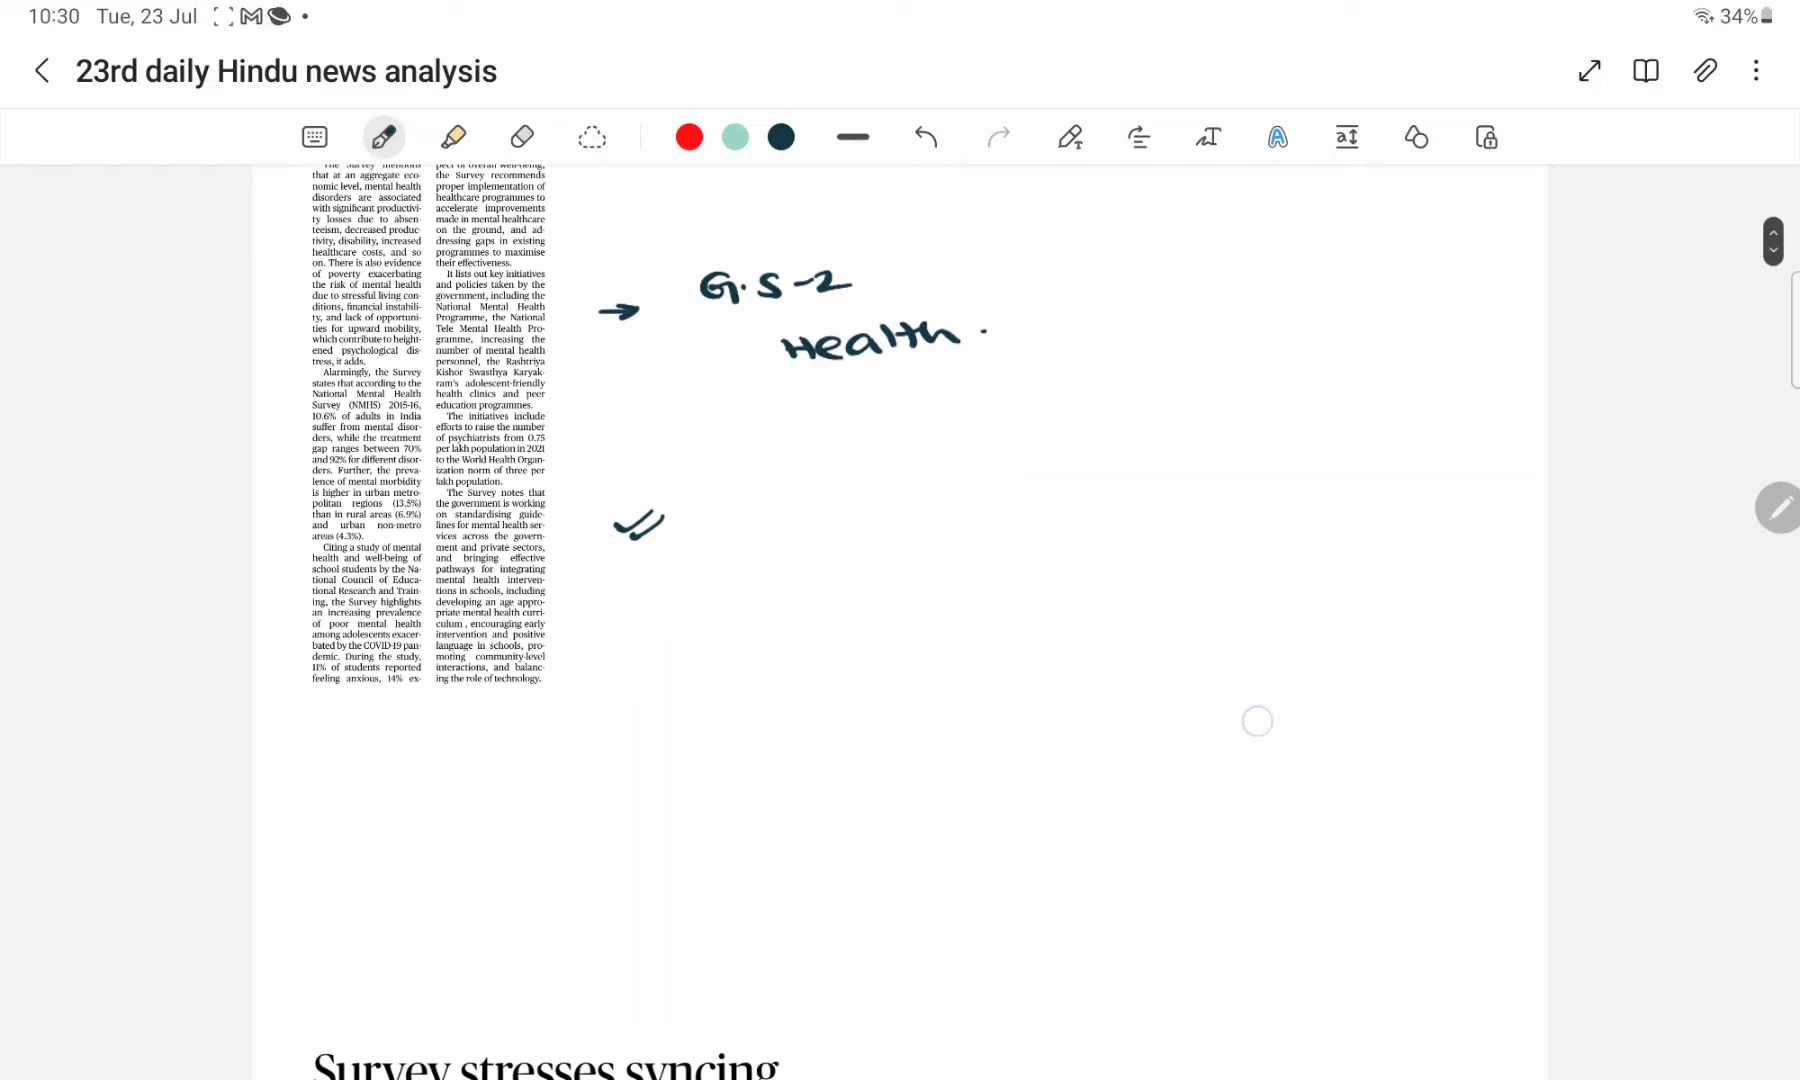 10:30 Tue, 23 Jul
34%
23rd daily Hindu news analysis
The Survey mentions
that at an aggregate eco-
nomic level, mental health
disorders are associated
with significant productivi-
ty losses due to absen-
teeism, decreased produc-
tivity, disability, increased
healthcare costs, and so
on. There is also evidence
of poverty exacerbating
the risk of mental health
due to stressful living con-
ditions, financial instabili-
ty, and lack of opportuni-
ties for upward mobility,
which contribute to height-
ened psychological dis-
tress, it adds.
Alarmingly, the Survey
states that according to the
National Mental Health
Survey (NMHS) 2015-16,
10.6% of adults in India
suffer from mental disor-
ders, while the treatment
gap ranges between 70%
and 92% for different disor-
ders. Further, the preva-
lence of mental morbidity
is higher in urban metro-
politan regions (13.5%)
than in rural areas (6.9%)
and urban non-metro
areas (4.3%).
Citing a study of mental
health and well-being of
school students by the Na-
tional Council of Educa-
tional Research and Train-
ing, the Survey highlights
an increasing prevalence
of poor mental health
among adolescents exacer-
bated by the COVID-19 pan-
demic. During the study,
11% of students reported
feeling anxious, 14% ex-
pect of overall well-being,
the Survey recommends
proper implementation of
healthcare programmes to
accelerate improvements
made in mental healthcare
on the ground, and ad-
dressing gaps in existing
programmes to maximise
their effectiveness.
It lists out key initiatives
and policies taken by the
government, including the
National Mental Health
Programme, the National
Tele Mental Health Pro-
gramme, increasing the
number of mental health
personnel, the Rashtriya
Kishor Swasthya Karyak-
ram's adolescent-friendly
health clinics and peer
education programmes.
The initiatives include
efforts to raise the number
of psychiatrists from 0.75
per lakh population in 2021
to the World Health Organ-
ization norm of three per
lakh population.
The Survey notes that
the government is working
on standardising guide-
lines for mental health ser-
vices across the govern-
ment and private sectors,
and bringing effective
pathways for integrating
mental health interven-
tions in schools, including
developing an age appro-
priate mental health curri-
culum , encouraging early
intervention and positive
language in schools, pro-
moting community-level
interactions, and balanc-
ing the role of technology.
G.S-2
Health.
Survey stresses syncing